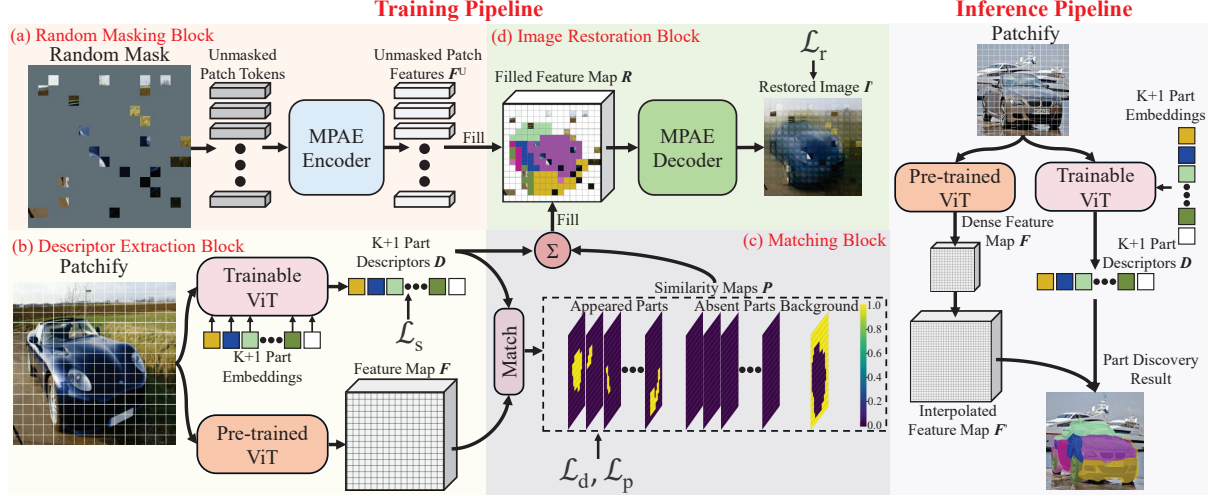 Training Pipeline
(a) Random Masking Block
Random Mask
Unmasked
Patch Tokens
MPAE
Encoder
Unmasked Patch
Features F^U
Fill
(d) Image Restoration Block
Filled Feature Map R
MPAE
Decoder
ℒ_r
Restored Image I'
Fill
Σ
(b) Descriptor Extraction Block
Patchify
Trainable
ViT
K+1 Part
Embeddings
K+1 Part
Descriptors D
ℒ_s
Pre-trained
ViT
Feature Map F
(c) Matching Block
Match
Similarity Maps P
Appeared Parts
Absent Parts
Background
1.0
0.8
0.6
0.4
0.2
0.0
ℒ_d, ℒ_p
Inference Pipeline
Patchify
K+1 Part
Embeddings
Pre-trained
ViT
Trainable
ViT
Dense Feature
Map F
K+1 Part
Descriptors D
Interpolated
Feature Map F'
Part Discovery
Result